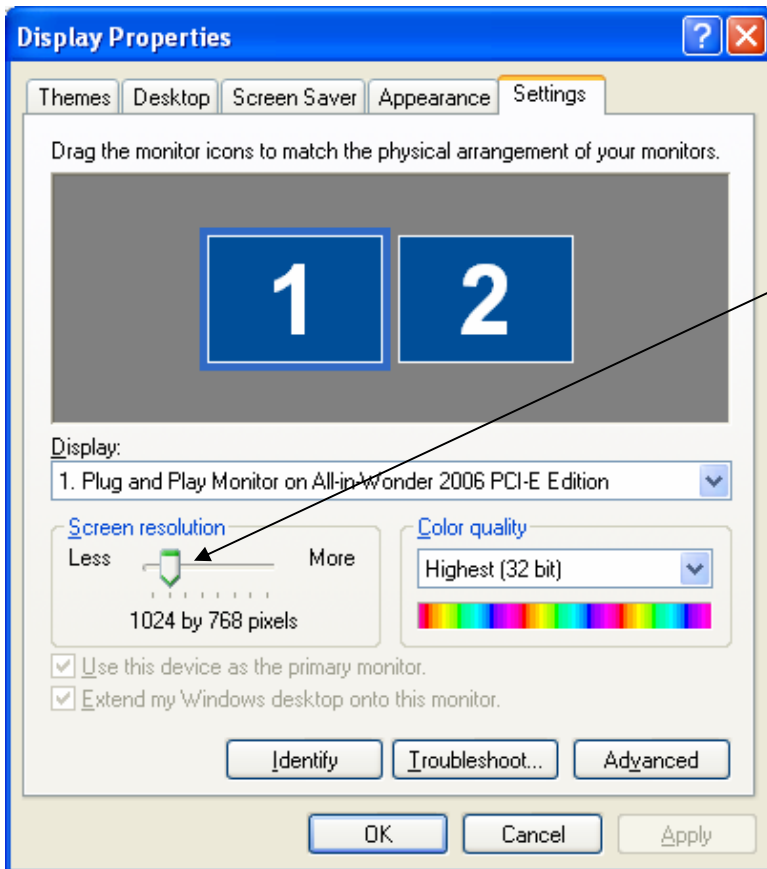 Display Properties
?
Themes Desktop Screen Saver Appearance Settings
Drag the monitor icons to match the physical arrangement of your monitors.
1 2
Display:
1. Plug and Play Monitor on All-in-Wonder 2006 PCI-E Edition
Screen resolution Color quality
Less More Highest (32 bit)
1024 by 768 pixels
Use this device as the primary monitor.
Extend my Windows desktop onto this monitor.
Identify Troubleshoot... Advanced
OK Cancel Apply